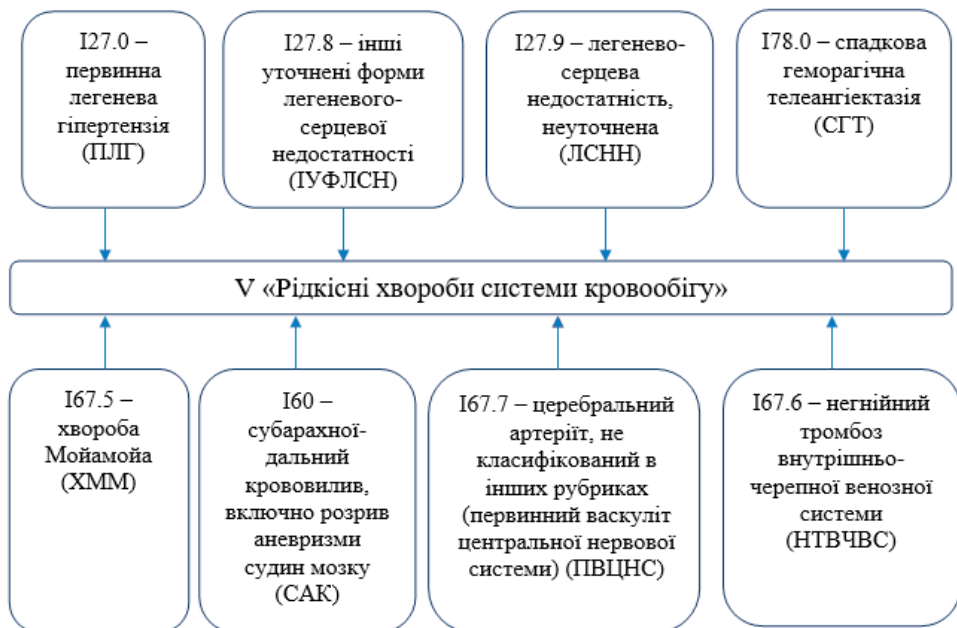 I27.0 –
первинна
легенева
гіпертензія
(ПЛГ)
I27.8 – інші
уточнені форми
легеневого-
серцевої
недостатності
(ІУФЛСН)
I27.9 – легенево-
серцева
недостатність,
неуточнена
(ЛСНН)
I78.0 – спадкова
геморагічна
телеангіектазія
(СГТ)
V «Рідкісні хвороби системи кровообігу»
I67.5 –
хвороба
Мойамойа
(ХММ)
I60 –
субарахної-
дальний
крововилив,
включно розрив
аневризми
судин мозку
(САК)
I67.7 – церебральний
артеріїт, не
класифікований в
інших рубриках
(первинний васкуліт
центральної нервової
системи) (ПВЦНС)
I67.6 – негнійний
тромбоз
внутрішньо-
черепної венозної
системи
(НТВЧВС)